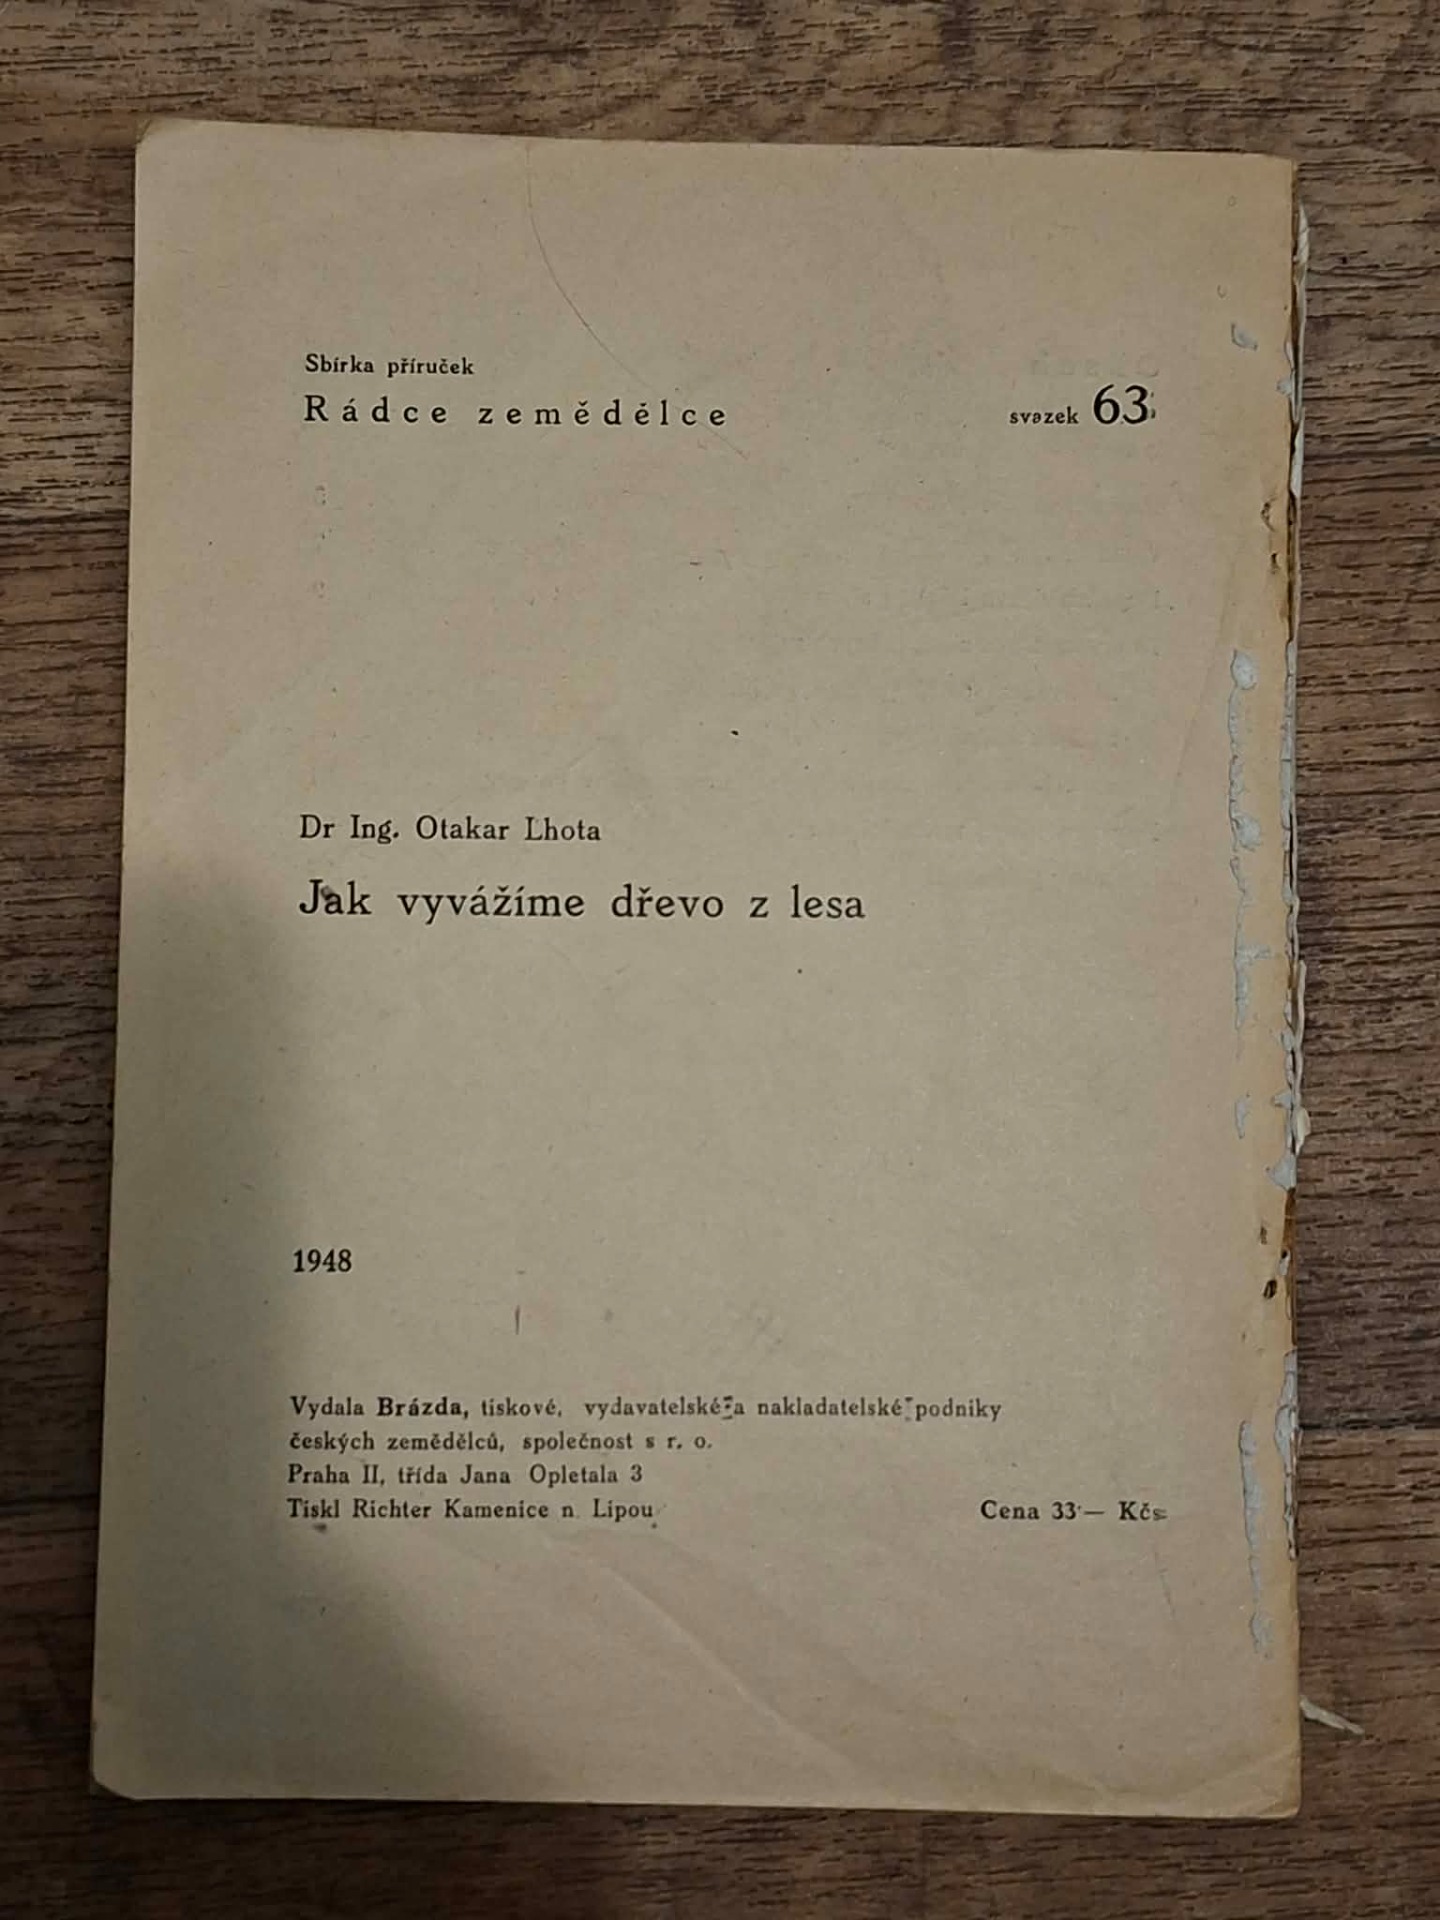 Sbírka příruček
Rádce zemědělce svazek 63
Dr Ing. Otakar Lhota
Jak vyvážíme dřevo z lesa
1948
Vydala Brázda, tiskové, vydavatelské a nakladatelské podniky
českých zemědělců, společnost s r. o.
Praha II, třída Jana Opletala 3
Tiskl Richter Kamenice n. Lipou
Cena 33·— Kčs